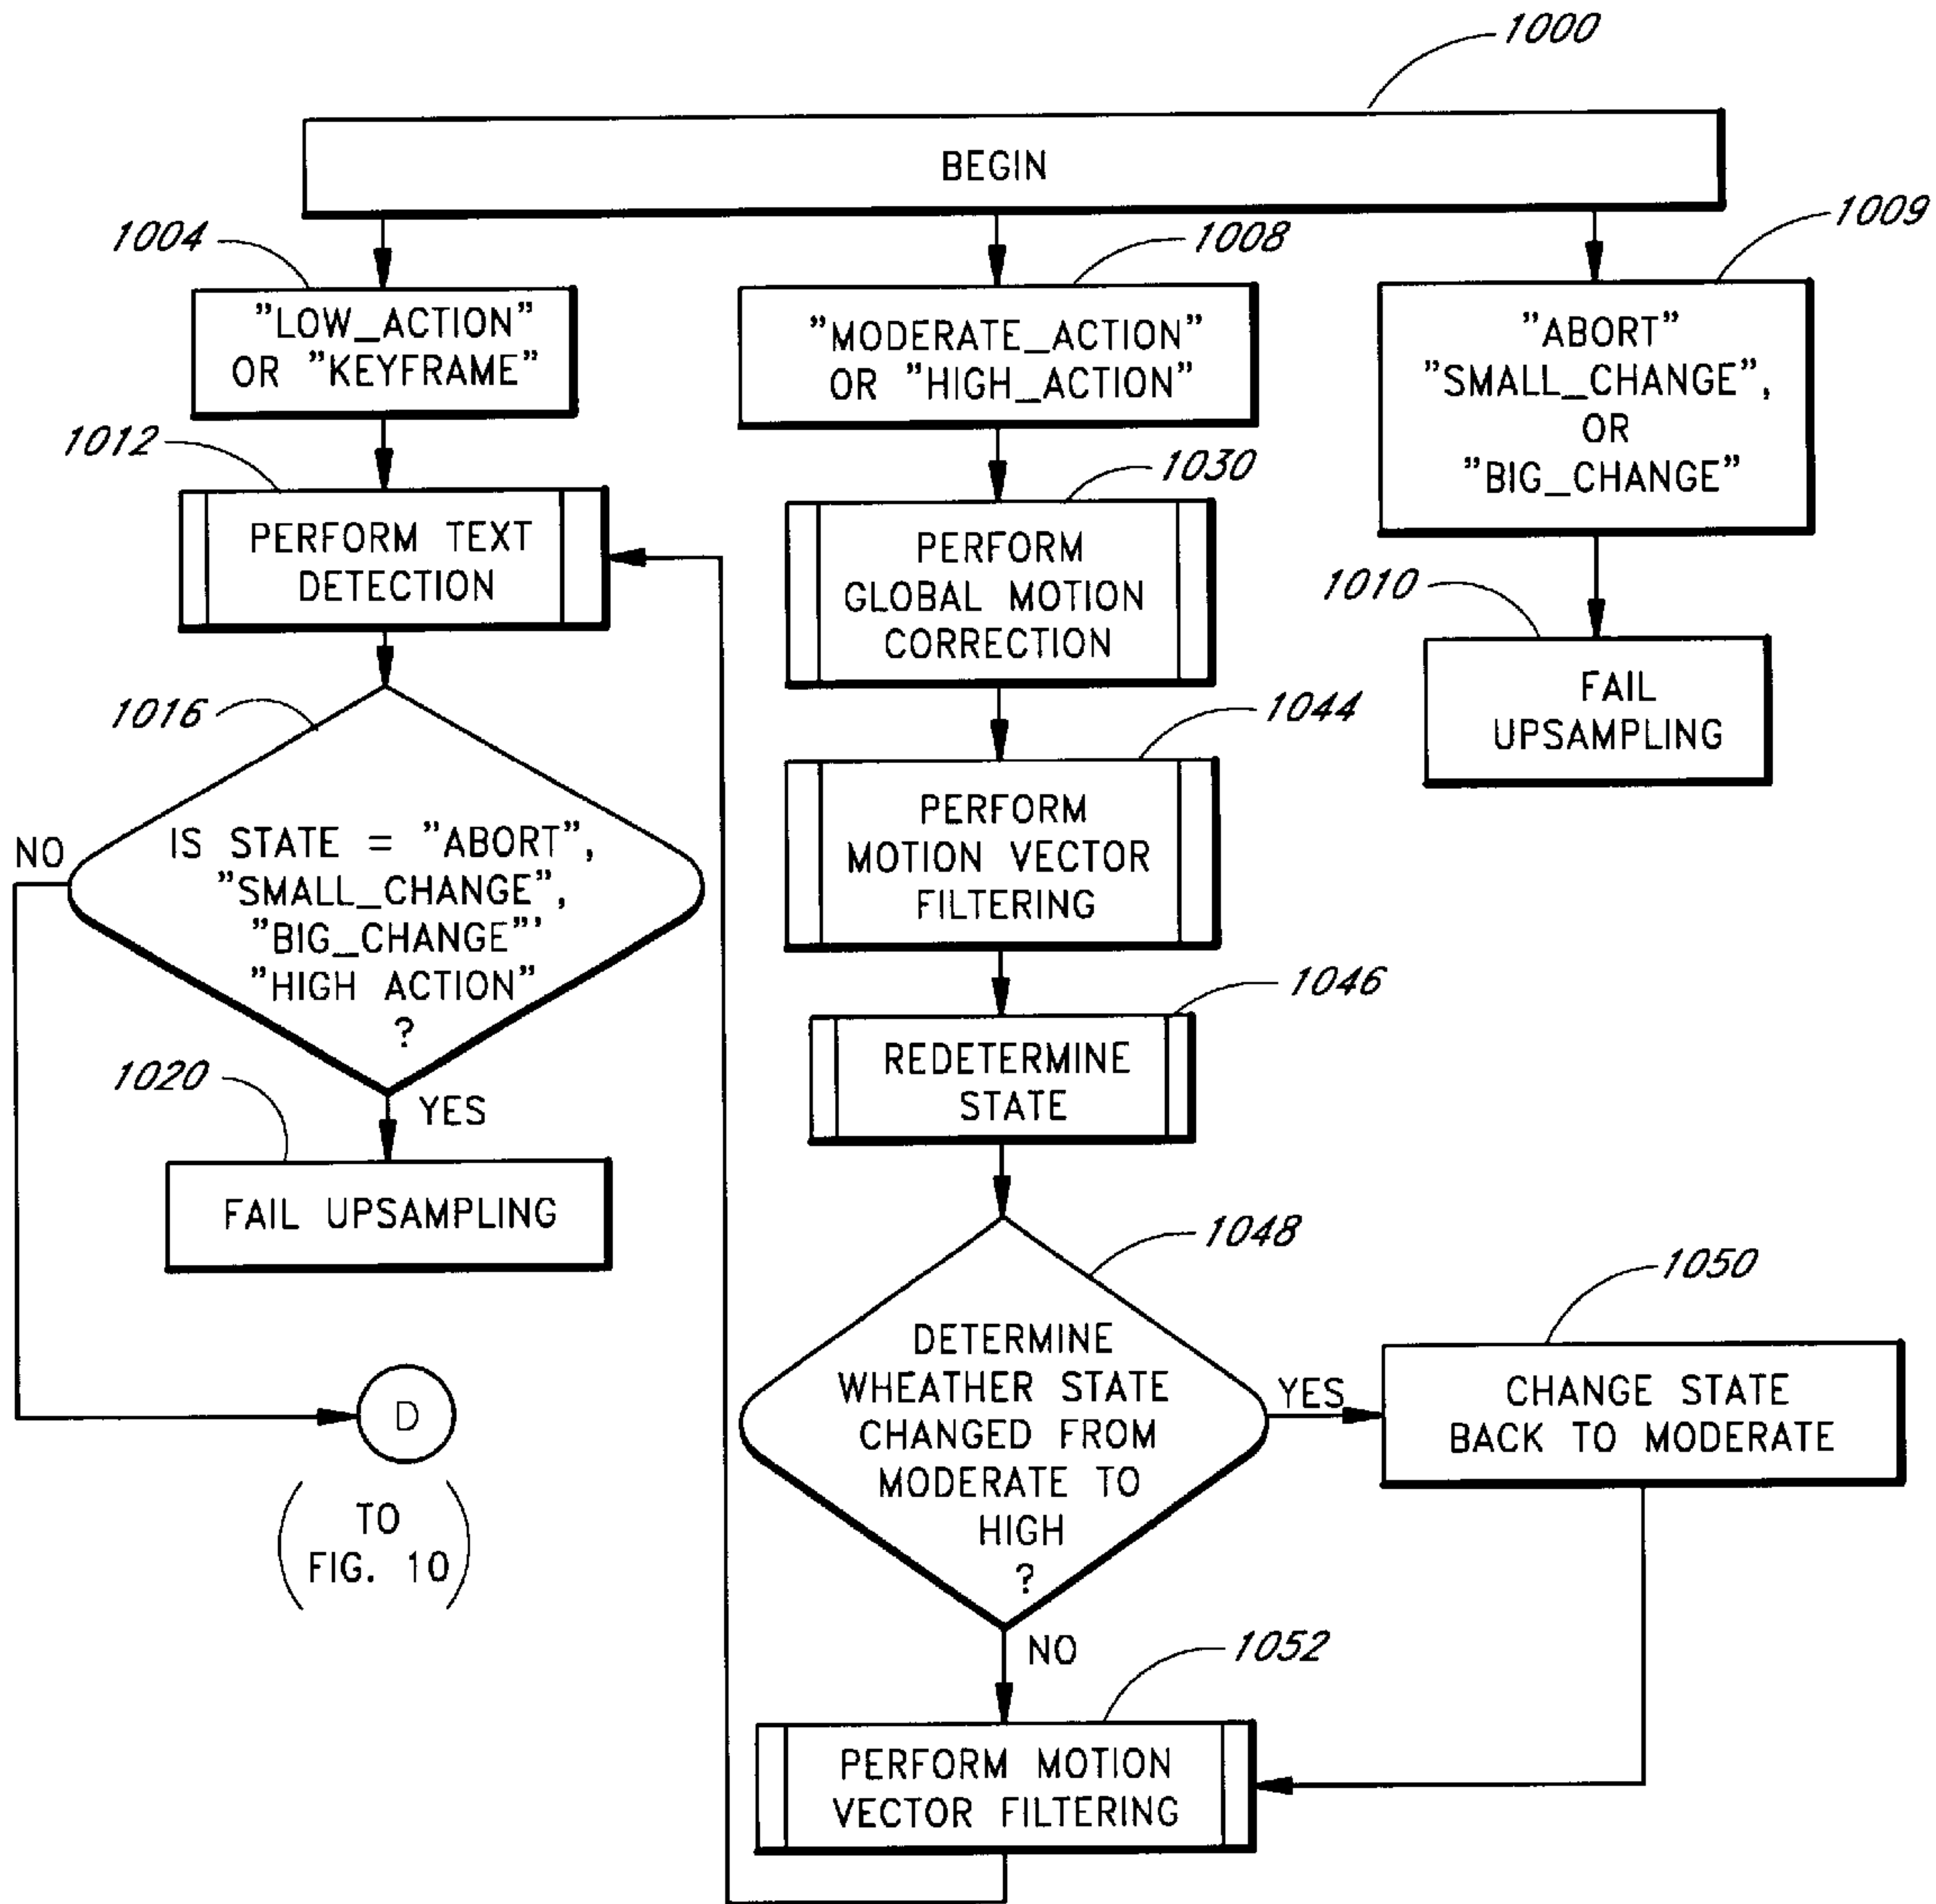 1000
BEGIN
1004
"LOW_ACTION"
OR "KEYFRAME"
1008
"MODERATE_ACTION"
OR "HIGH_ACTION"
1009
"ABORT"
"SMALL_CHANGE",
OR
"BIG_CHANGE"
1012
PERFORM TEXT
DETECTION
1030
PERFORM
GLOBAL MOTION
CORRECTION
1010
FAIL
UPSAMPLING
1016
NO
IS STATE = "ABORT",
"SMALL_CHANGE",
"BIG_CHANGE"'
"HIGH ACTION"
?
YES
1044
PERFORM
MOTION VECTOR
FILTERING
1046
REDETERMINE
STATE
1020
FAIL UPSAMPLING
1048
DETERMINE
WHEATHER STATE
CHANGED FROM
MODERATE TO
HIGH
?
YES
1050
CHANGE STATE
BACK TO MODERATE
D
TO
FIG. 10
NO
1052
PERFORM MOTION
VECTOR FILTERING